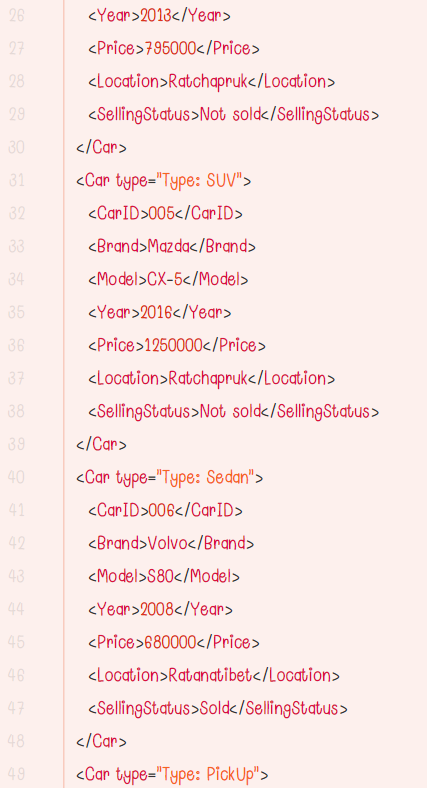 26 <Year>2013</Year>
27 <Price>795000</Price>
28 <Location>Ratchapruk</Location>
29 <SellingStatus>Not sold</SellingStatus>
30 </Car>
31 <Car type="Type: SUV">
32 <CarID>005</CarID>
33 <Brand>Mazda</Brand>
34 <Model>CX-5</Model>
35 <Year>2016</Year>
36 <Price>1250000</Price>
37 <Location>Ratchapruk</Location>
38 <SellingStatus>Not sold</SellingStatus>
39 </Car>
40 <Car type="Type: Sedan">
41 <CarID>006</CarID>
42 <Brand>Volvo</Brand>
43 <Model>S80</Model>
44 <Year>2008</Year>
45 <Price>680000</Price>
46 <Location>Ratanatibet</Location>
47 <SellingStatus>Sold</SellingStatus>
48 </Car>
49 <Car type="Type: PickUp">